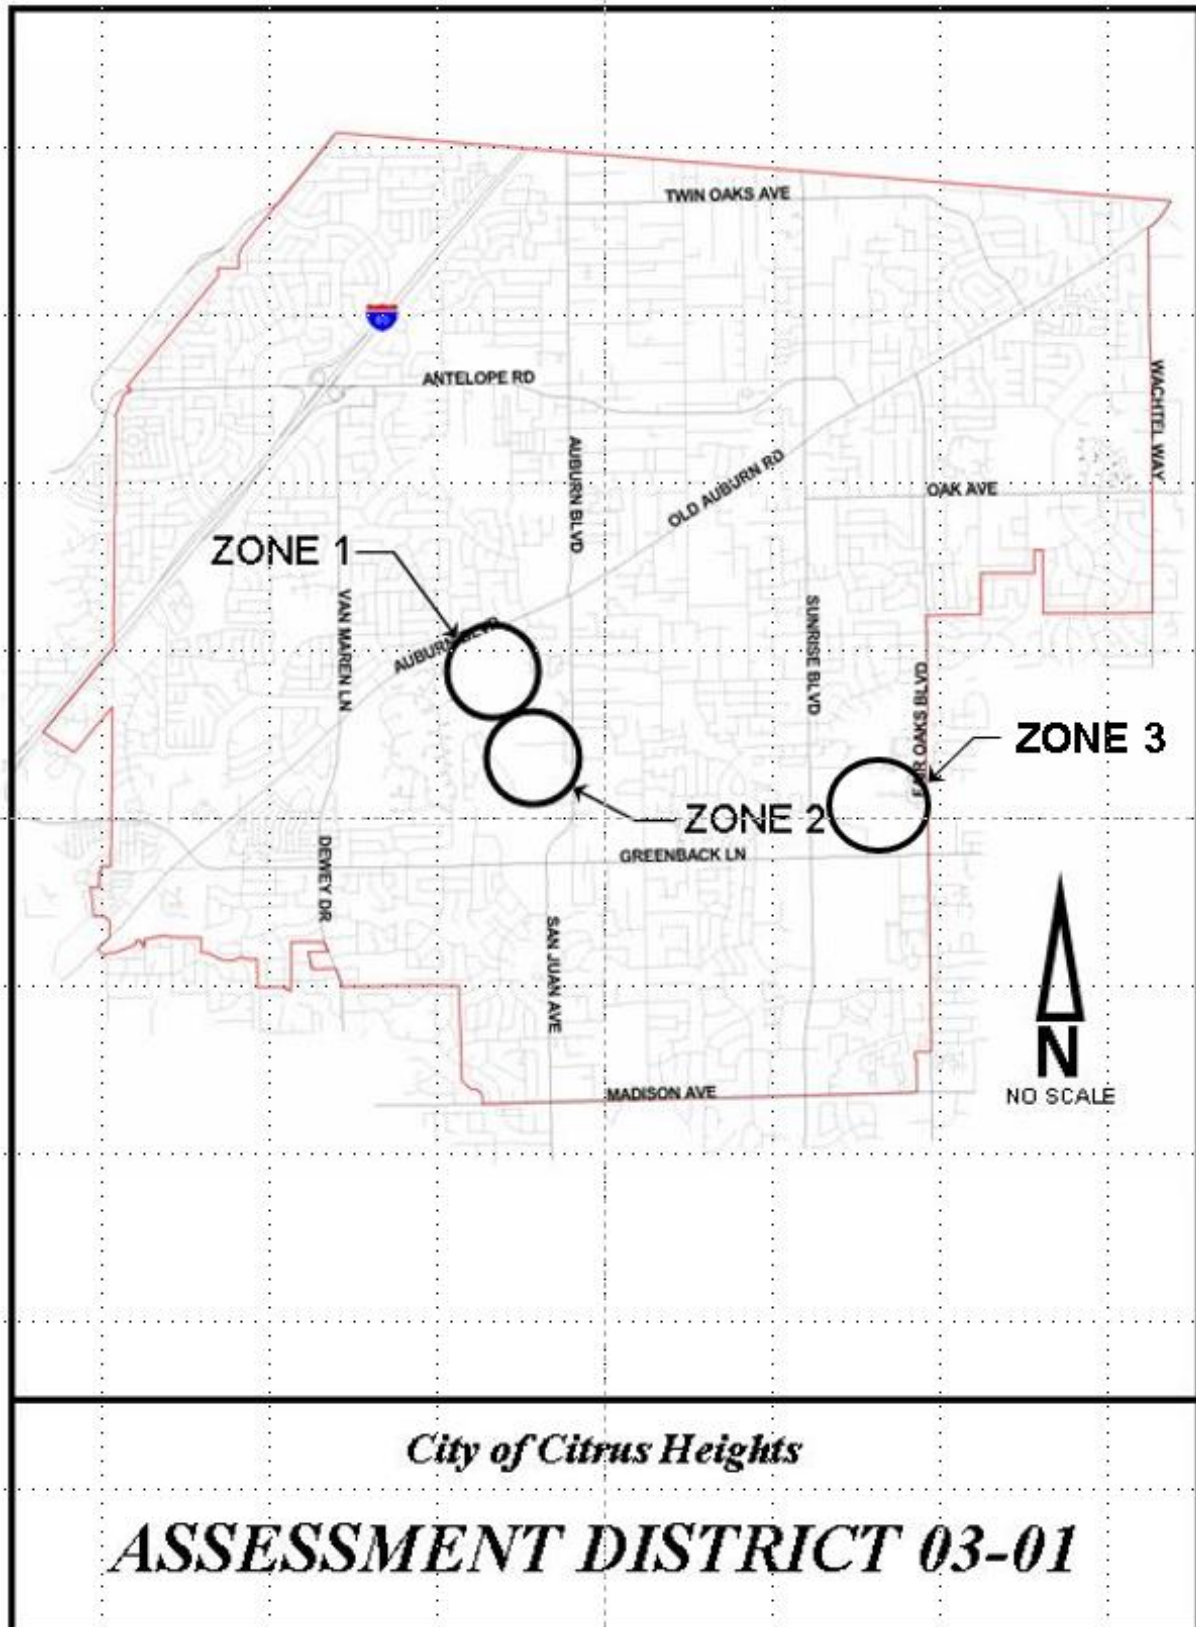 TWIN OAKS AVE
ANTELOPE RD
WACHTEL WAY
AUBURN BLVD
OLD AUBURN RD
OAK AVE
ZONE 1
VAN MAREN LN
AUBURN BLVD
SUNRISE BLVD
FAIR OAKS BLVD
ZONE 3
ZONE 2
GREENBACK LN
DEWEY DR
SAN JUAN AVE
N
NO SCALE
MADISON AVE
City of Citrus Heights
ASSESSMENT DISTRICT 03-01